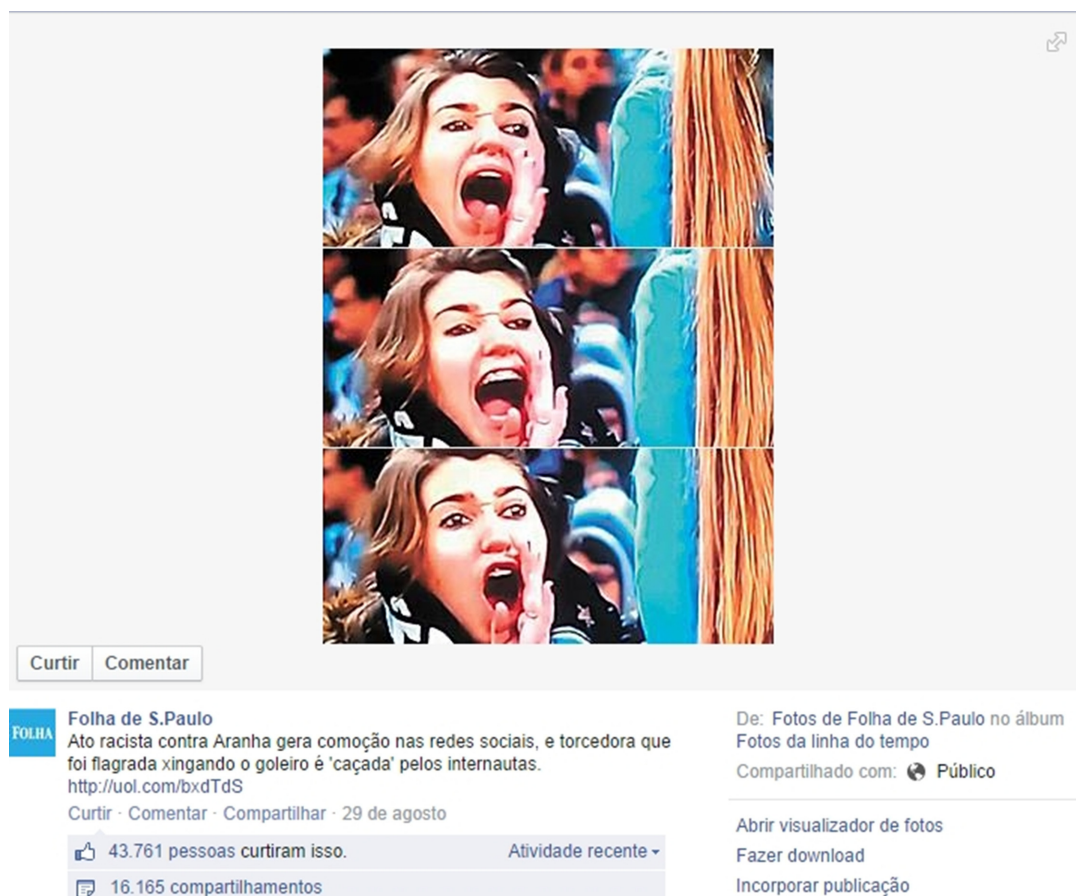 Curtir Comentar
FOLHA
Folha de S.Paulo
Ato racista contra Aranha gera comoção nas redes sociais, e torcedora que
foi flagrada xingando o goleiro é 'caçada' pelos internautas.
http://uol.com/bxdTdS
Curtir · Comentar · Compartilhar · 29 de agosto
43.761 pessoas curtiram isso. Atividade recente
16.165 compartilhamentos
De: Fotos de Folha de S.Paulo no álbum
Fotos da linha do tempo
Compartilhado com: Público
Abrir visualizador de fotos
Fazer download
Incorporar publicação